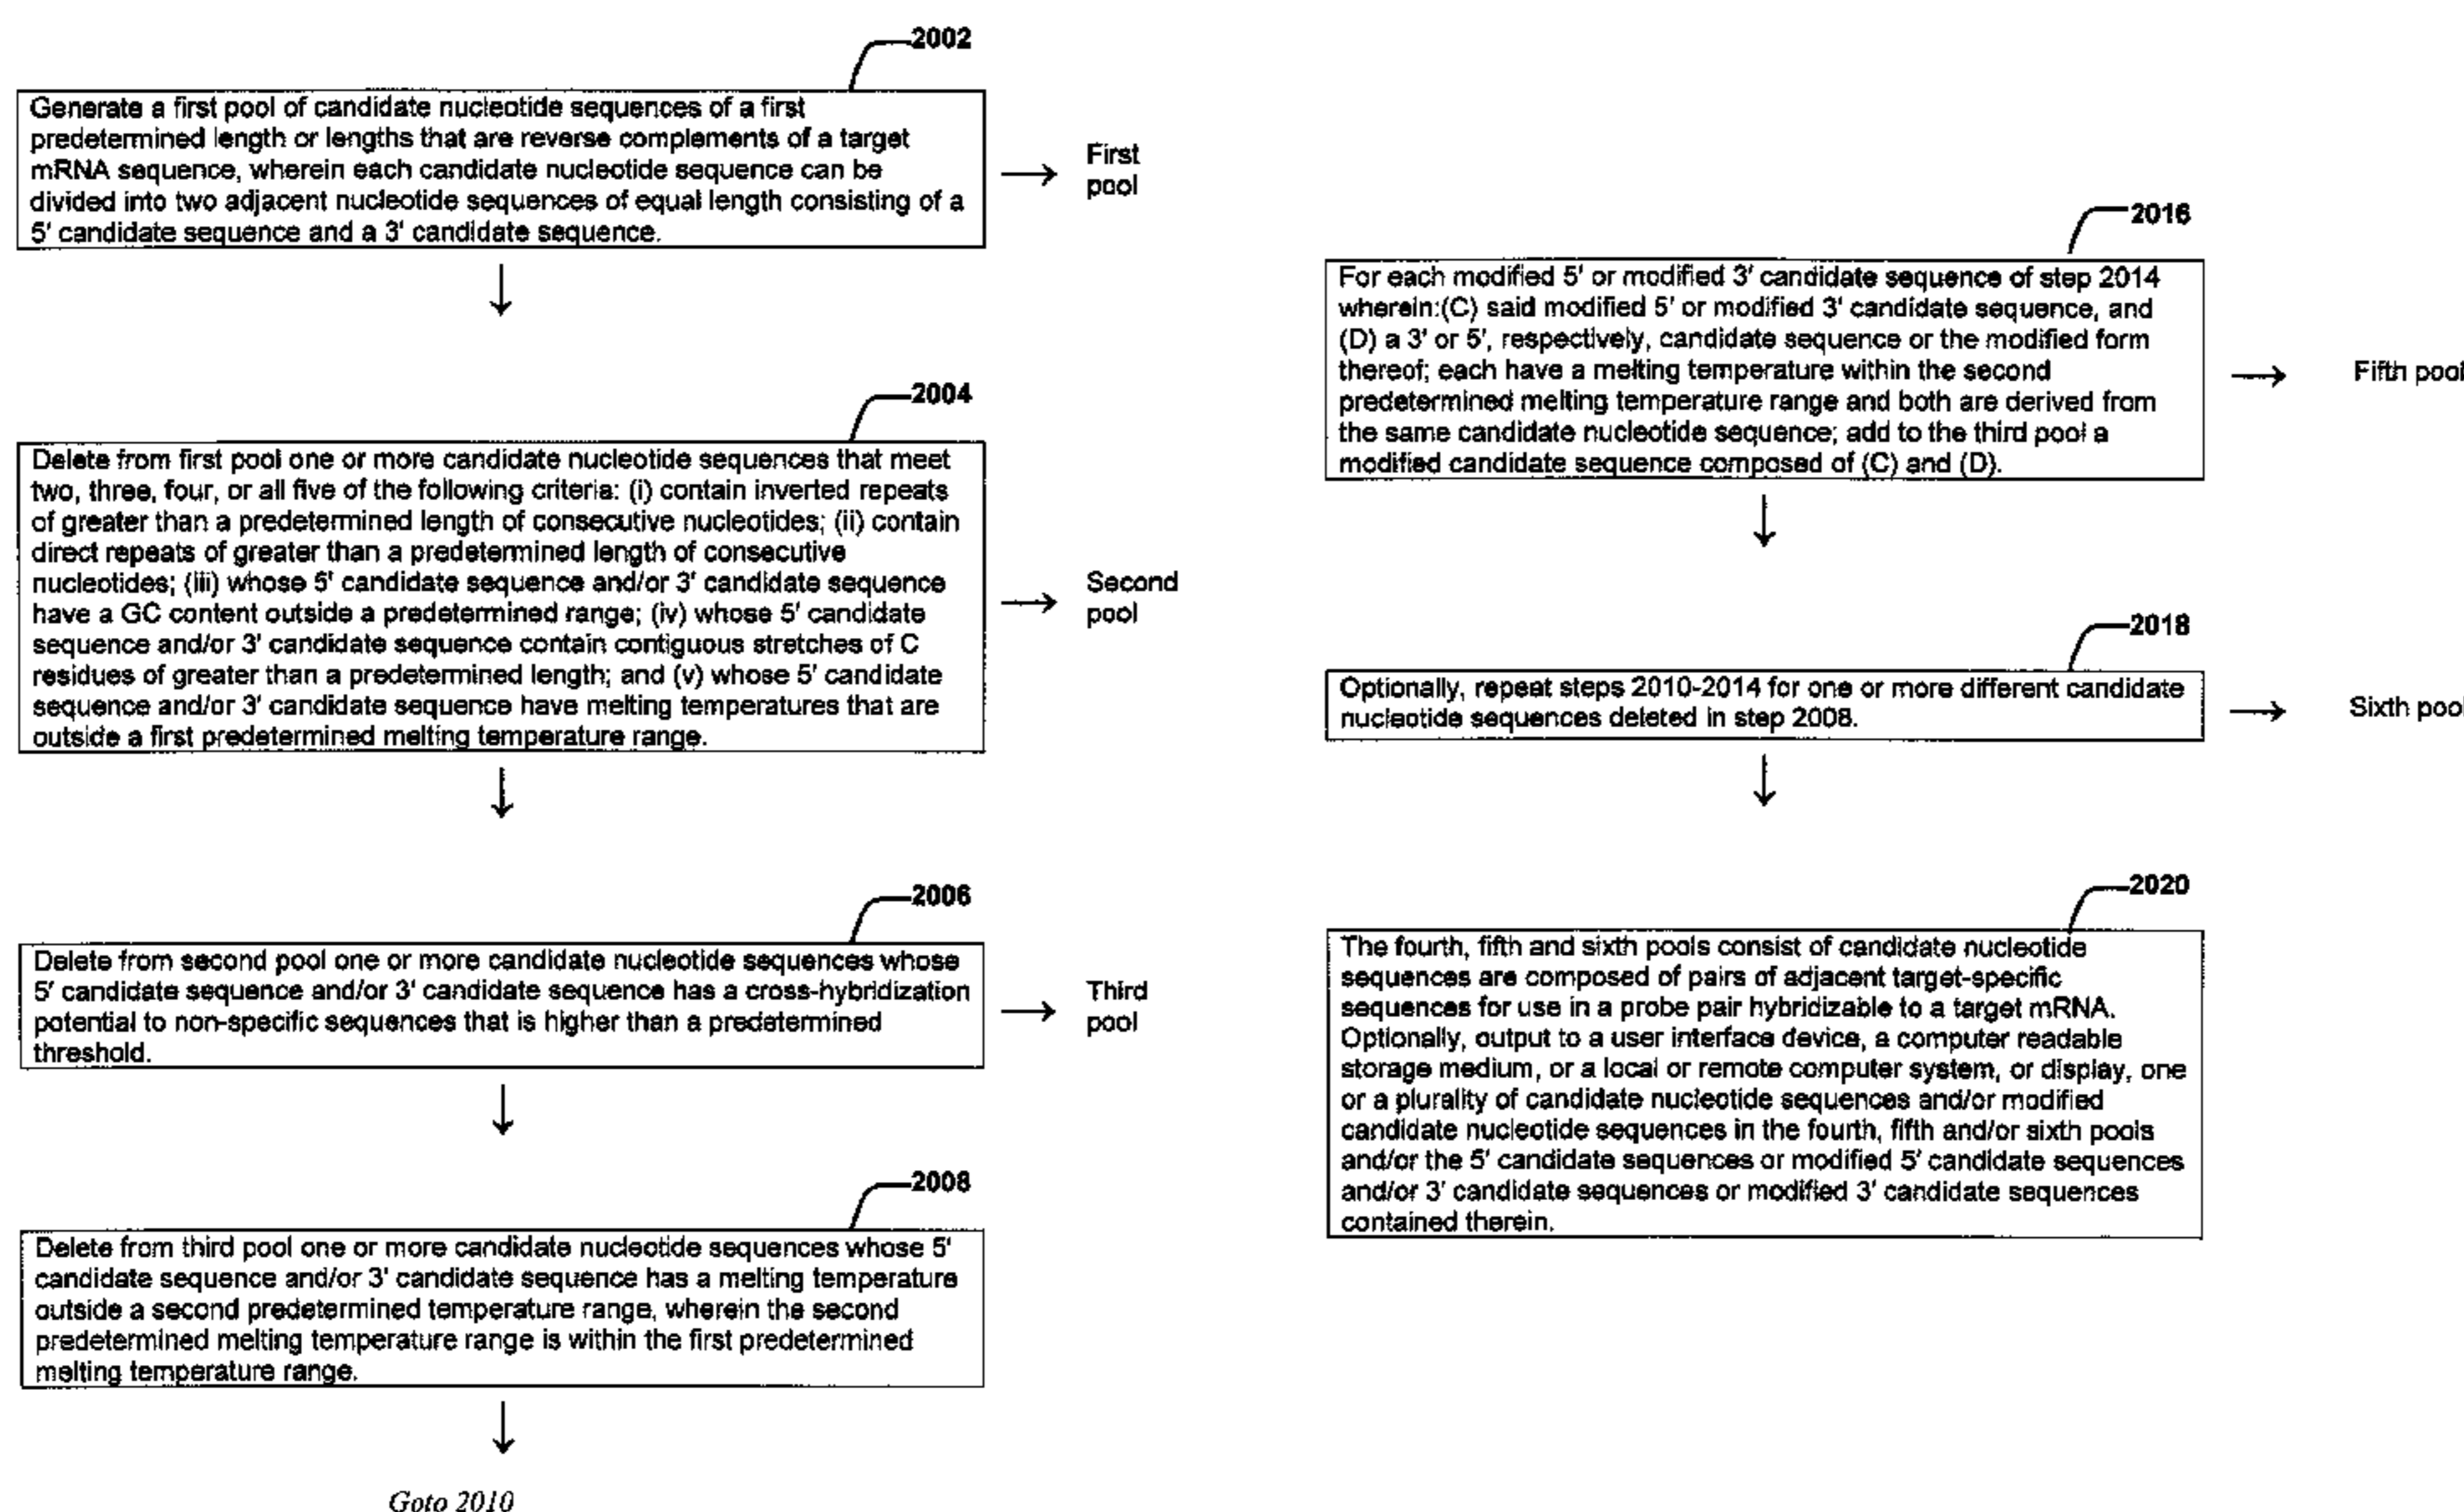 2002
Generate a first pool of candidate nucleotide sequences of a first
predetermined length or lengths that are reverse complements of a target
mRNA sequence, wherein each candidate nucleotide sequence can be
divided into two adjacent nucleotide sequences of equal length consisting of a
5' candidate sequence and a 3' candidate sequence.
First
pool
2004
Delete from first pool one or more candidate nucleotide sequences that meet
two, three, four, or all five of the following criteria: (i) contain inverted repeats
of greater than a predetermined length of consecutive nucleotides; (ii) contain
direct repeats of greater than a predetermined length of consecutive
nucleotides; (iii) whose 5' candidate sequence and/or 3' candidate sequence
have a GC content outside a predetermined range; (iv) whose 5' candidate
sequence and/or 3' candidate sequence contain contiguous stretches of C
residues of greater than a predetermined length; and (v) whose 5' candidate
sequence and/or 3' candidate sequence have melting temperatures that are
outside a first predetermined melting temperature range.
Second
pool
2006
Delete from second pool one or more candidate nucleotide sequences whose
5' candidate sequence and/or 3' candidate sequence has a cross-hybridization
potential to non-specific sequences that is higher than a predetermined
threshold.
Third
pool
2008
Delete from third pool one or more candidate nucleotide sequences whose 5'
candidate sequence and/or 3' candidate sequence has a melting temperature
outside a second predetermined temperature range, wherein the second
predetermined melting temperature range is within the first predetermined
melting temperature range.
Goto 2010
2016
For each modified 5' or modified 3' candidate sequence of step 2014
wherein:(C) said modified 5' or modified 3' candidate sequence, and
(D) a 3' or 5', respectively, candidate sequence or the modified form
thereof; each have a melting temperature within the second
predetermined melting temperature range and both are derived from
the same candidate nucleotide sequence; add to the third pool a
modified candidate sequence composed of (C) and (D).
Fifth pool
2018
Optionally, repeat steps 2010-2014 for one or more different candidate
nucleotide sequences deleted in step 2008.
Sixth pool
2020
The fourth, fifth and sixth pools consist of candidate nucleotide
sequences are composed of pairs of adjacent target-specific
sequences for use in a probe pair hybridizable to a target mRNA.
Optionally, output to a user interface device, a computer readable
storage medium, or a local or remote computer system, or display, one
or a plurality of candidate nucleotide sequences and/or modified
candidate nucleotide sequences in the fourth, fifth and/or sixth pools
and/or the 5' candidate sequences or modified 5' candidate sequences
and/or 3' candidate sequences or modified 3' candidate sequences
contained therein.